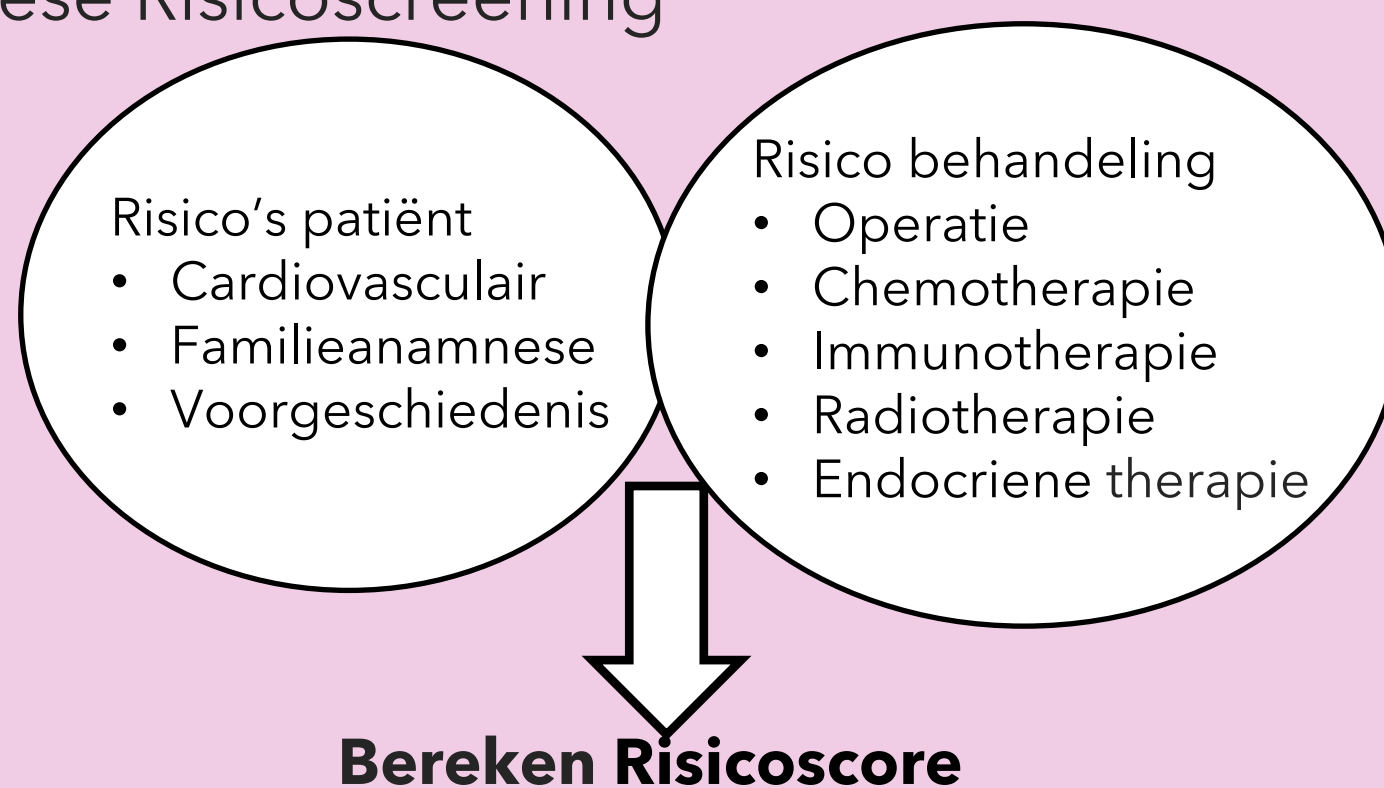 Risicoscreening
Risico's patiënt
• Cardiovasculair
• Familieanamnese
• Voorgeschiedenis
Risico behandeling
• Operatie
• Chemotherapie
• Immunotherapie
• Radiotherapie
• Endocriene therapie
Bereken Risicoscore